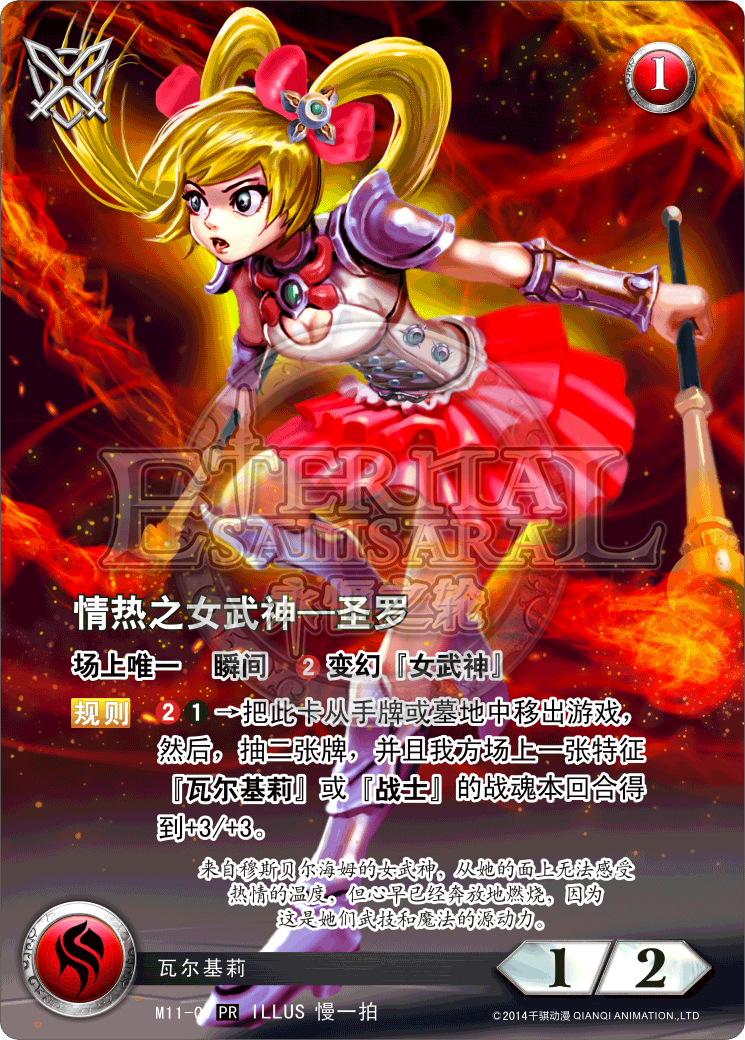 1
ETERNAL
SAMSARA
永恒之轮
情热之女武神—圣罗
场上唯一 瞬间 2 变幻『女武神』
规则 2 1 →把此卡从手牌或墓地中移出游戏，
然后，抽二张牌，并且我方场上一张特征
『瓦尔基莉』或『战士』的战魂本回合得
到+3/+3。
来自穆斯贝尔海姆的女武神，从她的面上无法感受
热情的温度，但心早已经奔放地燃烧，因为
这是她们武技和魔法的源动力。
瓦尔基莉
1 / 2
M11-0 PR ILLUS 慢一拍
©2014千骐动漫 QIANQI ANIMATION.,LTD